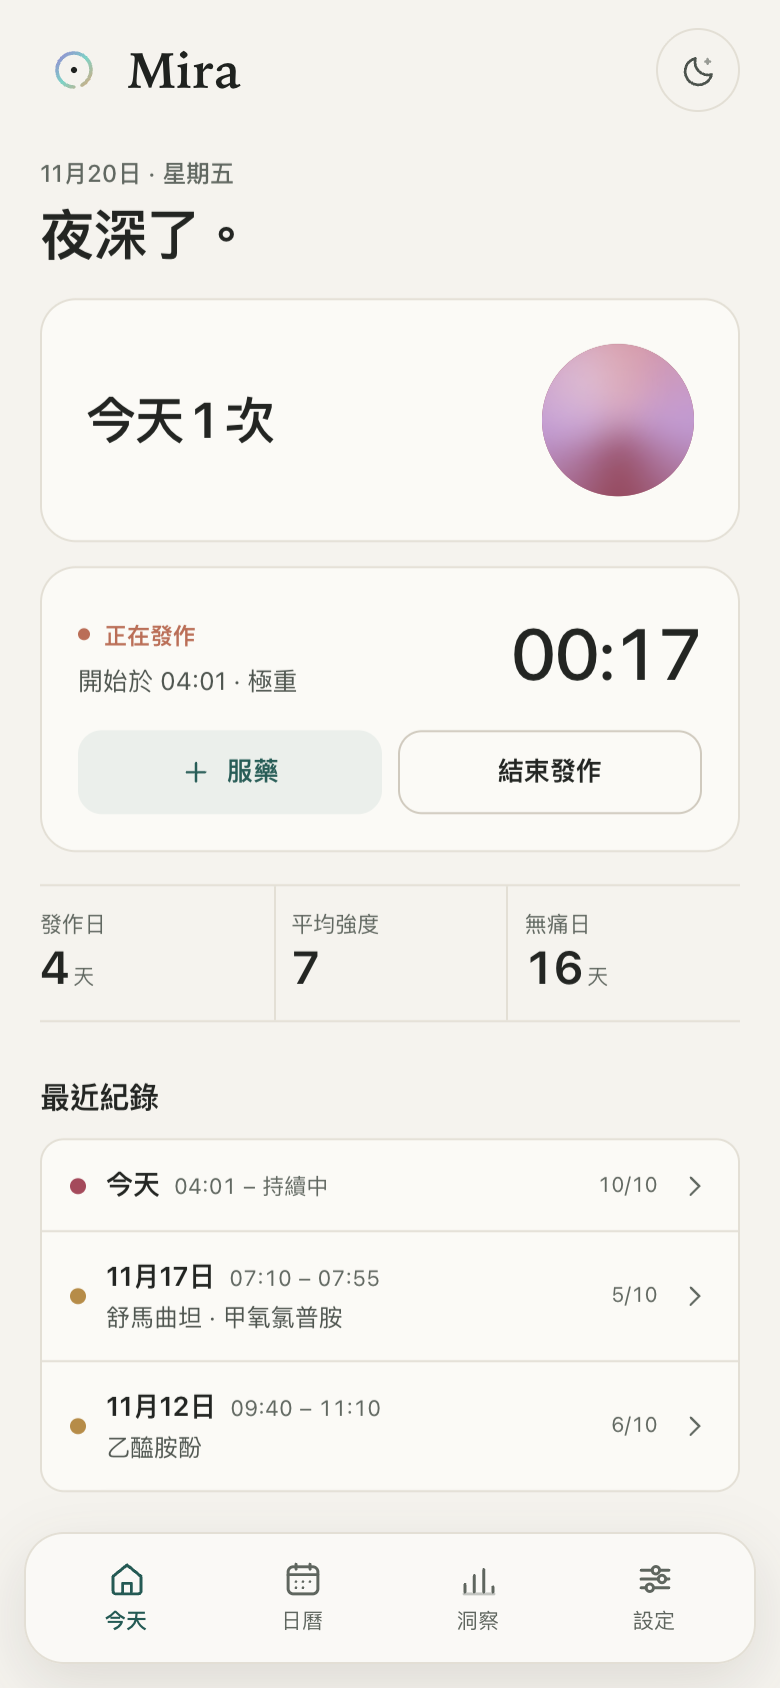 Mira
11月20日 · 星期五
夜深了。
今天1次
正在發作
00:17
開始於 04:01 · 極重
服藥
結束發作
發作日
4天
平均強度
7
無痛日
16天
最近紀錄
今天 04:01 – 持續中 10/10
11月17日 07:10 – 07:55 5/10
舒馬曲坦 · 甲氧氯普胺
11月12日 09:40 – 11:10 6/10
乙醯胺酚
今天
日曆
洞察
設定